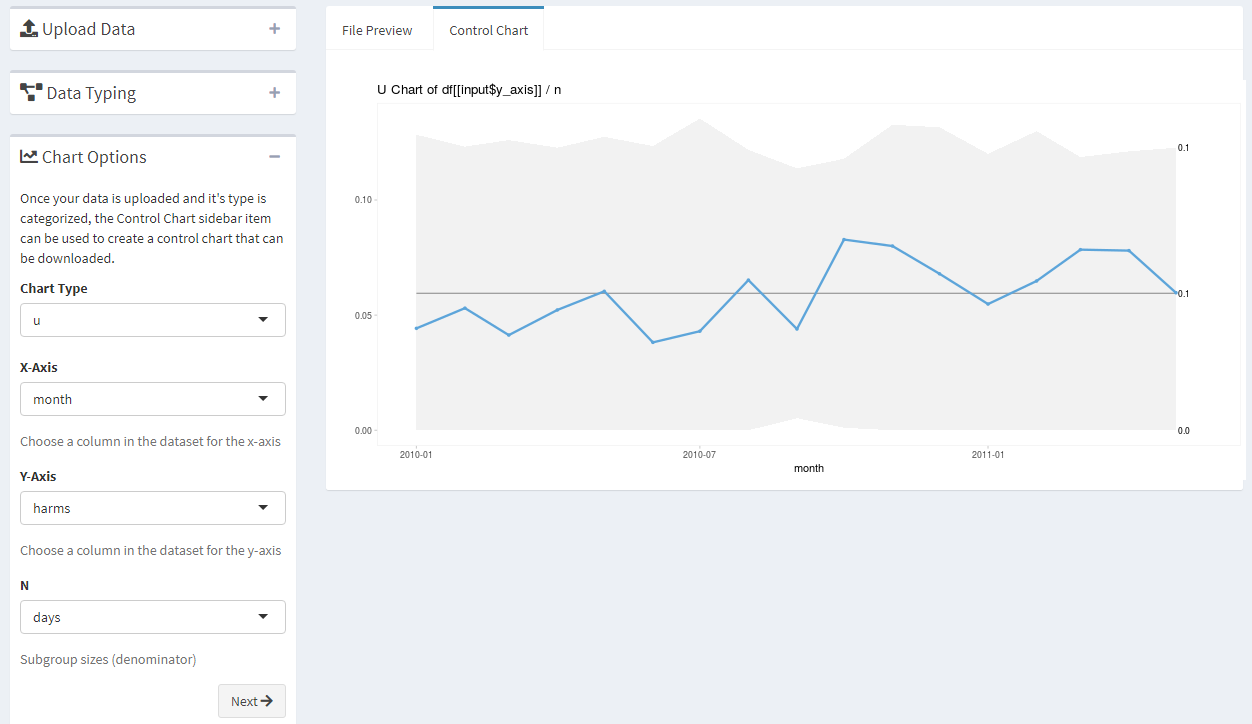 Upload Data
Data Typing
Chart Options
Once your data is uploaded and it's type is
categorized, the Control Chart sidebar item
can be used to create a control chart that can
be downloaded.
Chart Type
u
X-Axis
month
Choose a column in the dataset for the x-axis
Y-Axis
harms
Choose a column in the dataset for the y-axis
N
days
Subgroup sizes (denominator)
Next
File Preview
Control Chart
U Chart of df[[input$y_axis]] / n
0.10
0.05
0.00
0.1
0.1
0.0
2010-01
2010-07
2011-01
month